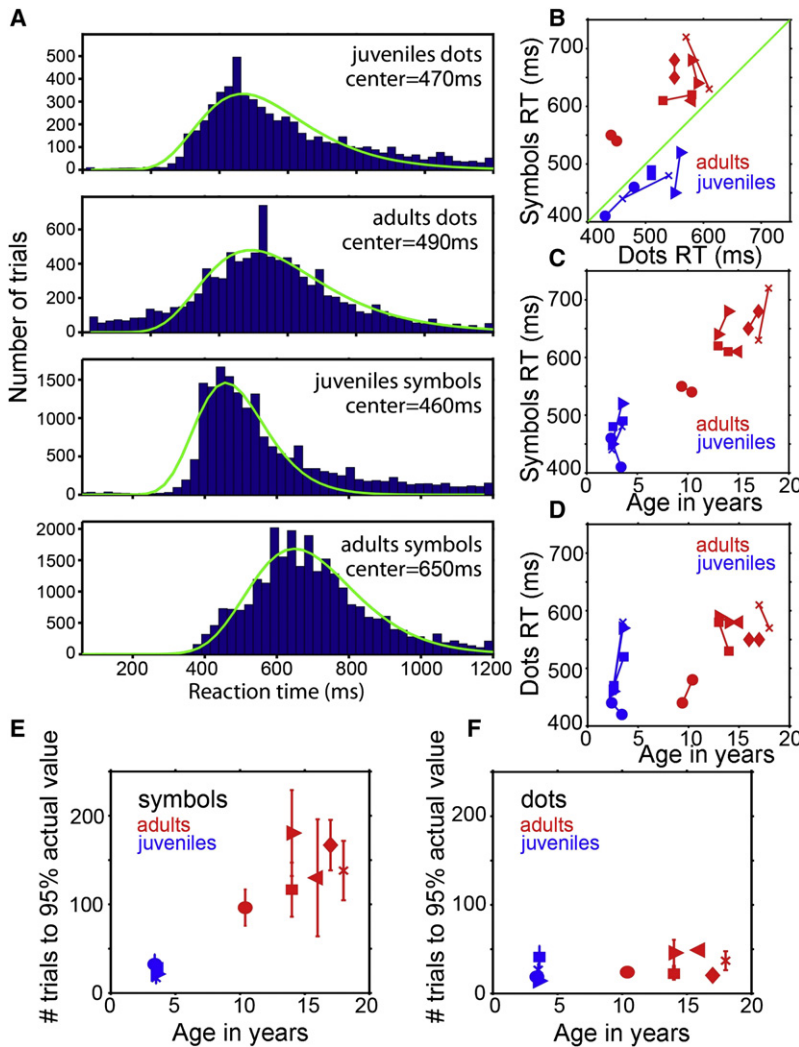 A
juveniles dots
center=470ms
500
400
300
200
100
0
adults dots
center=490ms
600
400
200
0
Number of trials
juveniles symbols
center=460ms
1500
1000
500
0
adults symbols
center=650ms
2000
1500
1000
500
0
200 400 600 800 1000 1200
Reaction time (ms)
B
Symbols RT (ms)
700
600
500
400
adults
juveniles
400 500 600 700
Dots RT (ms)
C
Symbols RT (ms)
700
600
500
400
adults
juveniles
0 5 10 15 20
Age in years
D
Dots RT (ms)
700
600
500
400
adults
juveniles
0 5 10 15 20
Age in years
E
# trials to 95% actual value
200
100
0
symbols
adults
juveniles
0 5 10 15 20
Age in years
F
# trials to 95% actual value
200
100
0
dots
adults
juveniles
0 5 10 15 20
Age in years